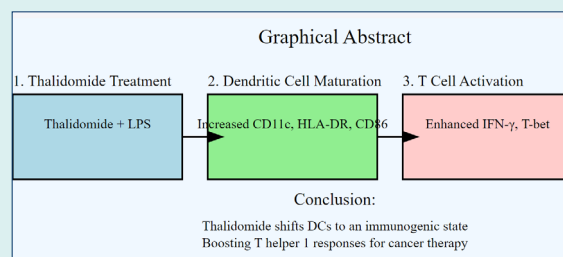 Graphical Abstract
1. Thalidomide Treatment
2. Dendritic Cell Maturation
3. T Cell Activation
Thalidomide + LPS
Increased CD11c, HLA-DR, CD86
Enhanced IFN-γ, T-bet
Conclusion:
Thalidomide shifts DCs to an immunogenic state
Boosting T helper 1 responses for cancer therapy